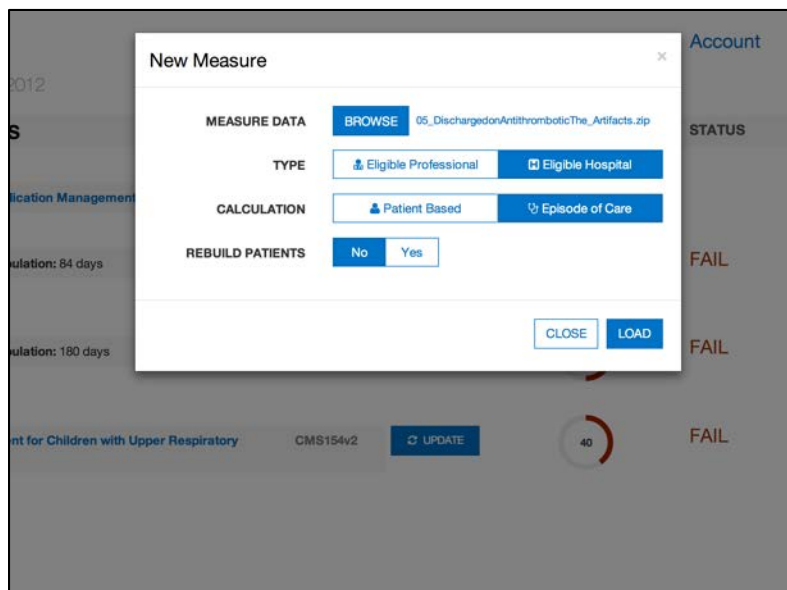 Account
New Measure ×
2012
MEASURE DATA BROWSE 05_DischargedonAntithromboticThe_Artifacts.zip
S STATUS
TYPE Eligible Professional Eligible Hospital
lication Management
CALCULATION Patient Based Episode of Care
REBUILD PATIENTS No Yes
ulation: 84 days FAIL
CLOSE LOAD
ulation: 180 days FAIL
nt for Children with Upper Respiratory CMS154v2 UPDATE 40 FAIL